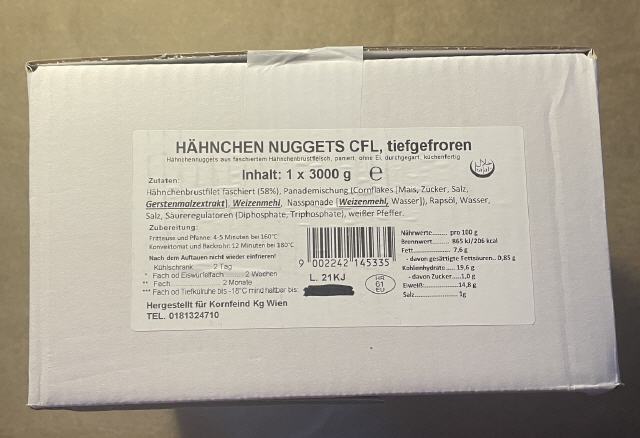 HÄHNCHEN NUGGETS CFL, tiefgefroren
Hähnchennuggets aus faschiertem Hähnchenbrustfleisch, paniert, ohne Ei, durchgegart, küchenfertig
Inhalt: 1 x 3000 g e
حلال
halal
Zutaten:
Hähnchenbrustfilet faschiert (58%), Panademischung [Cornflakes [Mais, Zucker, Salz,
Gerstenmalzextrakt], Weizenmehl, Nasspanade [Weizenmehl, Wasser]), Rapsöl, Wasser,
Salz, Säureregulatoren (Diphosphate, Triphosphate), weißer Pfeffer.
Zubereitung:
Fritteuse und Pfanne: 4-5 Minuten bei 160°C
Konvektomat und Backrohr: 12 Minuten bei 180°C
Nach dem Auftauen nicht wieder einfrieren!
Kühlschrank 2 Tag
* Fach od Eiswürfelfach 2 Wochen
** Fach 2 Monate
*** Fach od Tiefkühltruhe bis -18°C mind haltbar bis:
Hergestellt für Kornfeind Kg Wien
TEL. 0181324710
9 002242 145335
L. 21KJ
HR
61
EU
Nährwerte........ pro 100 g
Brennwert........ 865 kJ/206 kcal
Fett........ 7,6 g
- davon gesättigte Fettsäuren.. 0,85 g
Kohlenhydrate..... 19,6 g
- davon Zucker.....1,0 g
Eiweiß........ 14,8 g
Salz........ 1g